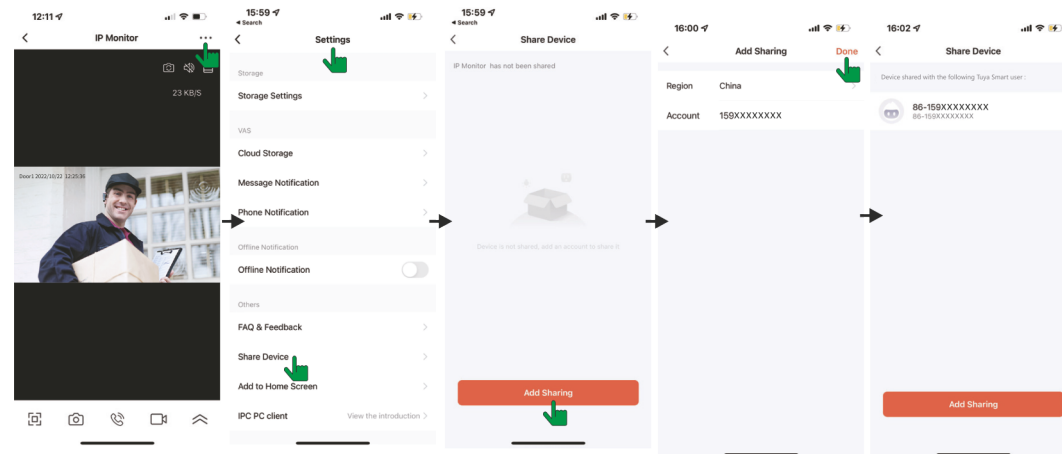 12:11
IP Monitor
...
23 KB/S
Door1 2022/10/22 12:25:36
15:59
Search
Settings
Storage
Storage Settings
VAS
Cloud Storage
Message Notification
Phone Notification
Offline Notification
Offline Notification
Others
FAQ & Feedback
Share Device
Add to Home Screen
IPC PC client View the introduction
15:59
Search
Share Device
IP Monitor has not been shared
Device is not shared, add an account to share it
Add Sharing
16:00
Add Sharing Done
Region China
Account 159XXXXXXXX
16:02
Share Device
Device shared with the following Tuya Smart user :
86-159XXXXXXXX
86-159XXXXXXXX
Add Sharing